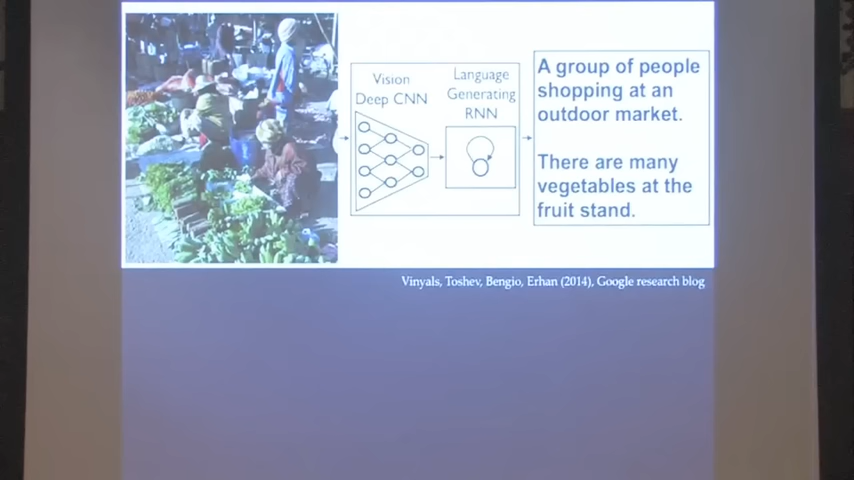 Vision
Deep CNN
Language
Generating
RNN
A group of people
shopping at an
outdoor market.
There are many
vegetables at the
fruit stand.
Vinyals, Toshev, Bengio, Erhan (2014), Google research blog